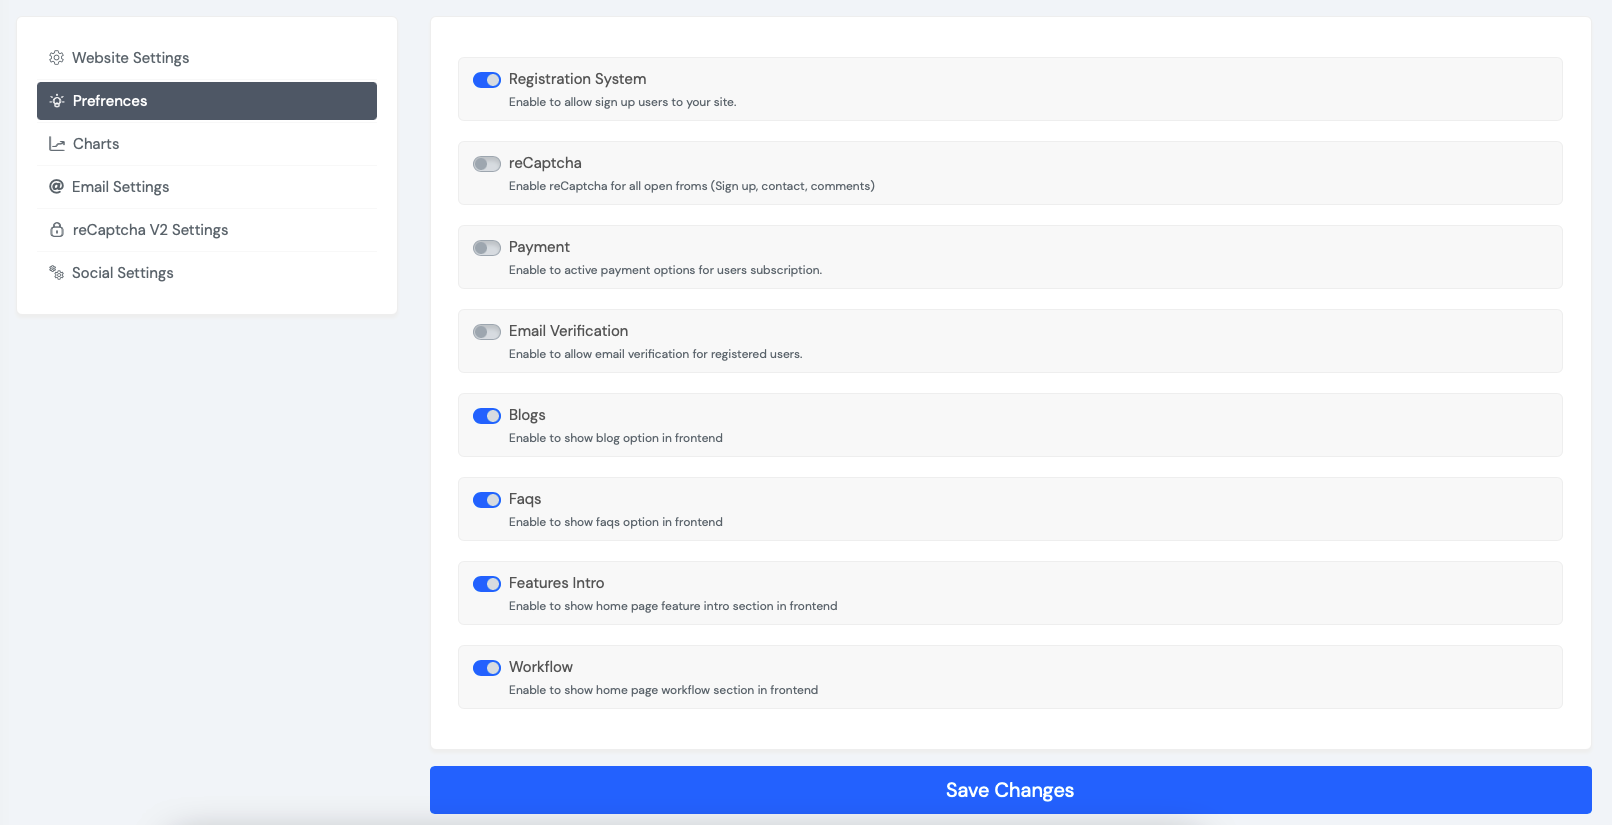 Website Settings
Prefrences
Charts
Email Settings
reCaptcha V2 Settings
Social Settings
Registration System
Enable to allow sign up users to your site.
reCaptcha
Enable reCaptcha for all open froms (Sign up, contact, comments)
Payment
Enable to active payment options for users subscription.
Email Verification
Enable to allow email verification for registered users.
Blogs
Enable to show blog option in frontend
Faqs
Enable to show faqs option in frontend
Features Intro
Enable to show home page feature intro section in frontend
Workflow
Enable to show home page workflow section in frontend
Save Changes